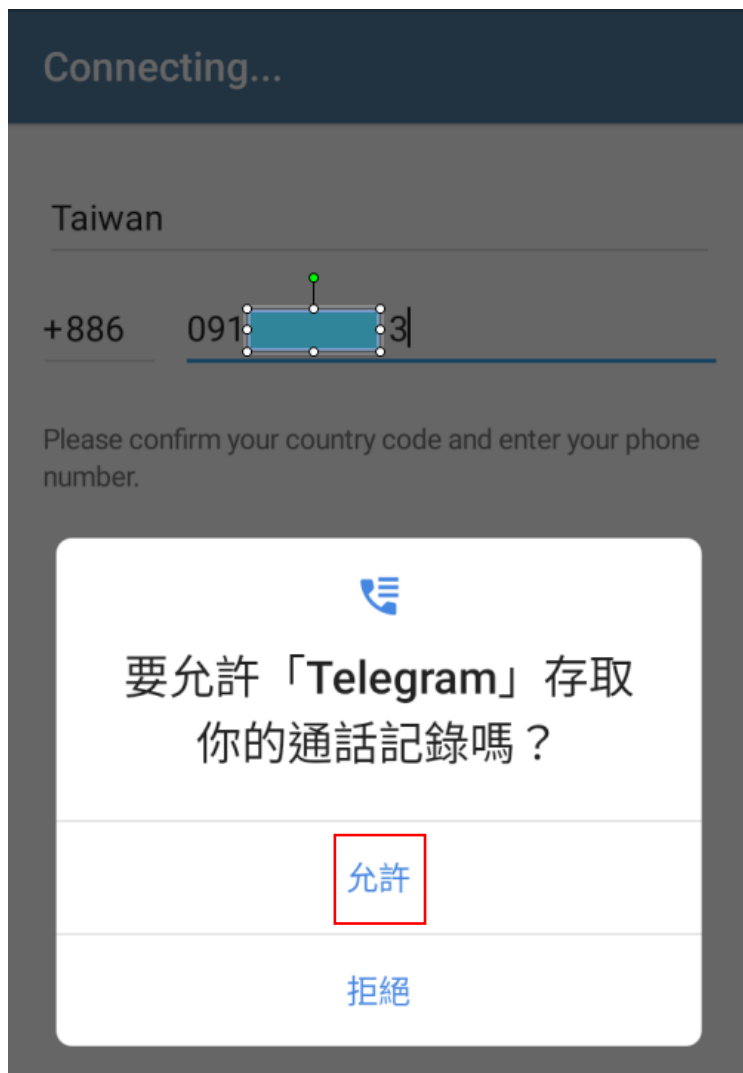 Connecting...
Taiwan
+886 091 3
Please confirm your country code and enter your phone
number.
要允許「Telegram」存取
你的通話記錄嗎？
允許
拒絕